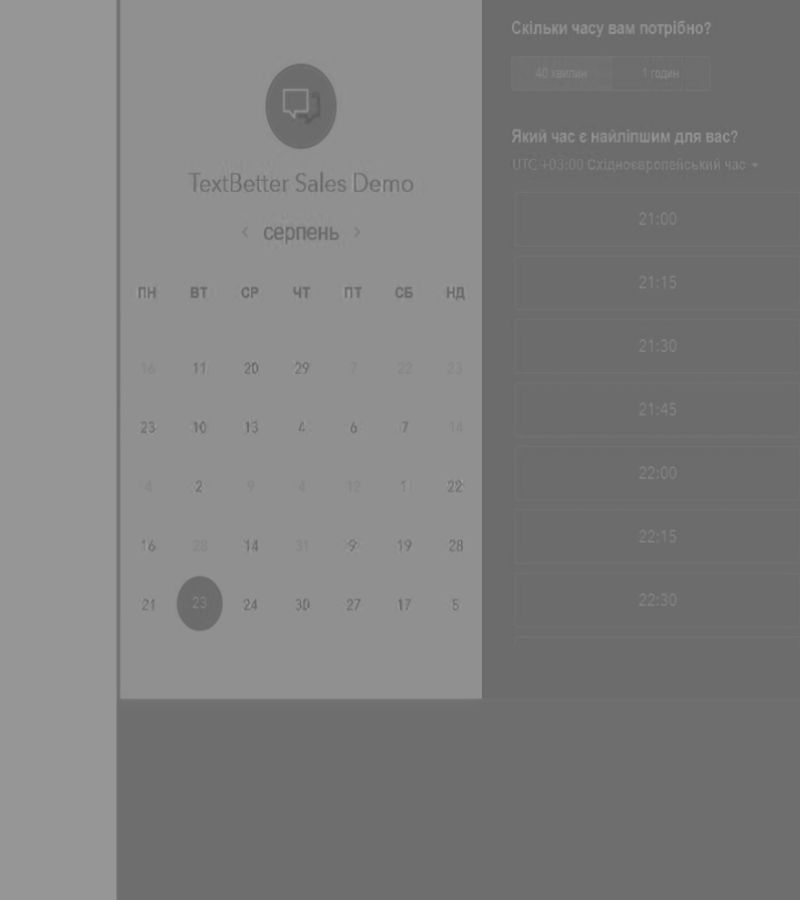 TextBetter Sales Demo
‹ серпень ›
ПН ВТ СР ЧТ ПТ СБ НД
16 11 20 29 7 22 23
23 10 13 4 6 7 14
4 2 9 4 12 1 22
16 28 14 31 9 19 28
21 23 24 30 27 17 5
Скільки часу вам потрібно?
40 хвилин 1 годин
Який час є найліпшим для вас?
UTC +03:00 Східноєвропейський час
21:00
21:15
21:30
21:45
22:00
22:15
22:30